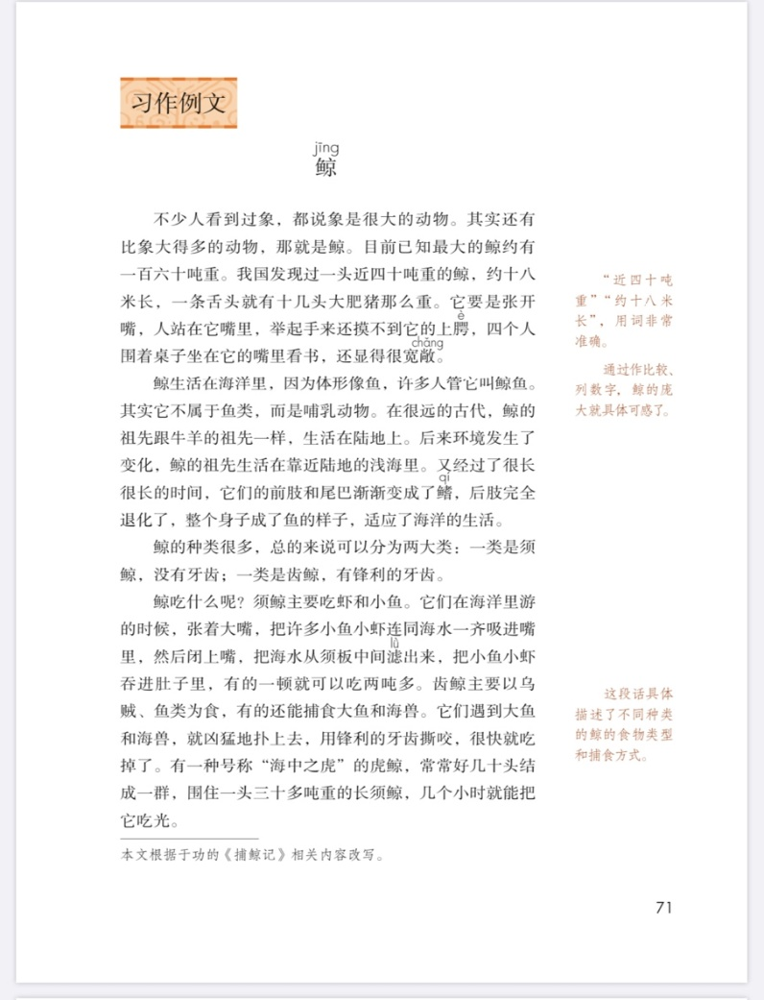 习作例文
jīng
鲸
不少人看到过象，都说象是很大的动物。其实还有
比象大得多的动物，那就是鲸。目前已知最大的鲸约有
一百六十吨重。我国发现过一头近四十吨重的鲸，约十八
米长，一条舌头就有十几头大肥猪那么重。它要是张开
è
嘴，人站在它嘴里，举起手来还摸不到它的上腭，四个人
chǎng
围着桌子坐在它的嘴里看书，还显得很宽敞。
鲸生活在海洋里，因为体形像鱼，许多人管它叫鲸鱼。
其实它不属于鱼类，而是哺乳动物。在很远的古代，鲸的
祖先跟牛羊的祖先一样，生活在陆地上。后来环境发生了
变化，鲸的祖先生活在靠近陆地的浅海里。又经过了很长
qí
很长的时间，它们的前肢和尾巴渐渐变成了鳍，后肢完全
退化了，整个身子成了鱼的样子，适应了海洋的生活。
鲸的种类很多，总的来说可以分为两大类：一类是须
鲸，没有牙齿；一类是齿鲸，有锋利的牙齿。
鲸吃什么呢？须鲸主要吃虾和小鱼。它们在海洋里游
的时候，张着大嘴，把许多小鱼小虾连同海水一齐吸进嘴
lǜ
里，然后闭上嘴，把海水从须板中间滤出来，把小鱼小虾
吞进肚子里，有的一顿就可以吃两吨多。齿鲸主要以乌
贼、鱼类为食，有的还能捕食大鱼和海兽。它们遇到大鱼
和海兽，就凶猛地扑上去，用锋利的牙齿撕咬，很快就吃
掉了。有一种号称“海中之虎”的虎鲸，常常好几十头结
成一群，围住一头三十多吨重的长须鲸，几个小时就能把
它吃光。
“近四十吨
重”“约十八米
长”，用词非常
准确。
通过作比较、
列数字，鲸的庞
大就具体可感了。
这段话具体
描述了不同种类
的鲸的食物类型
和捕食方式。
本文根据于功的《捕鲸记》相关内容改写。
71